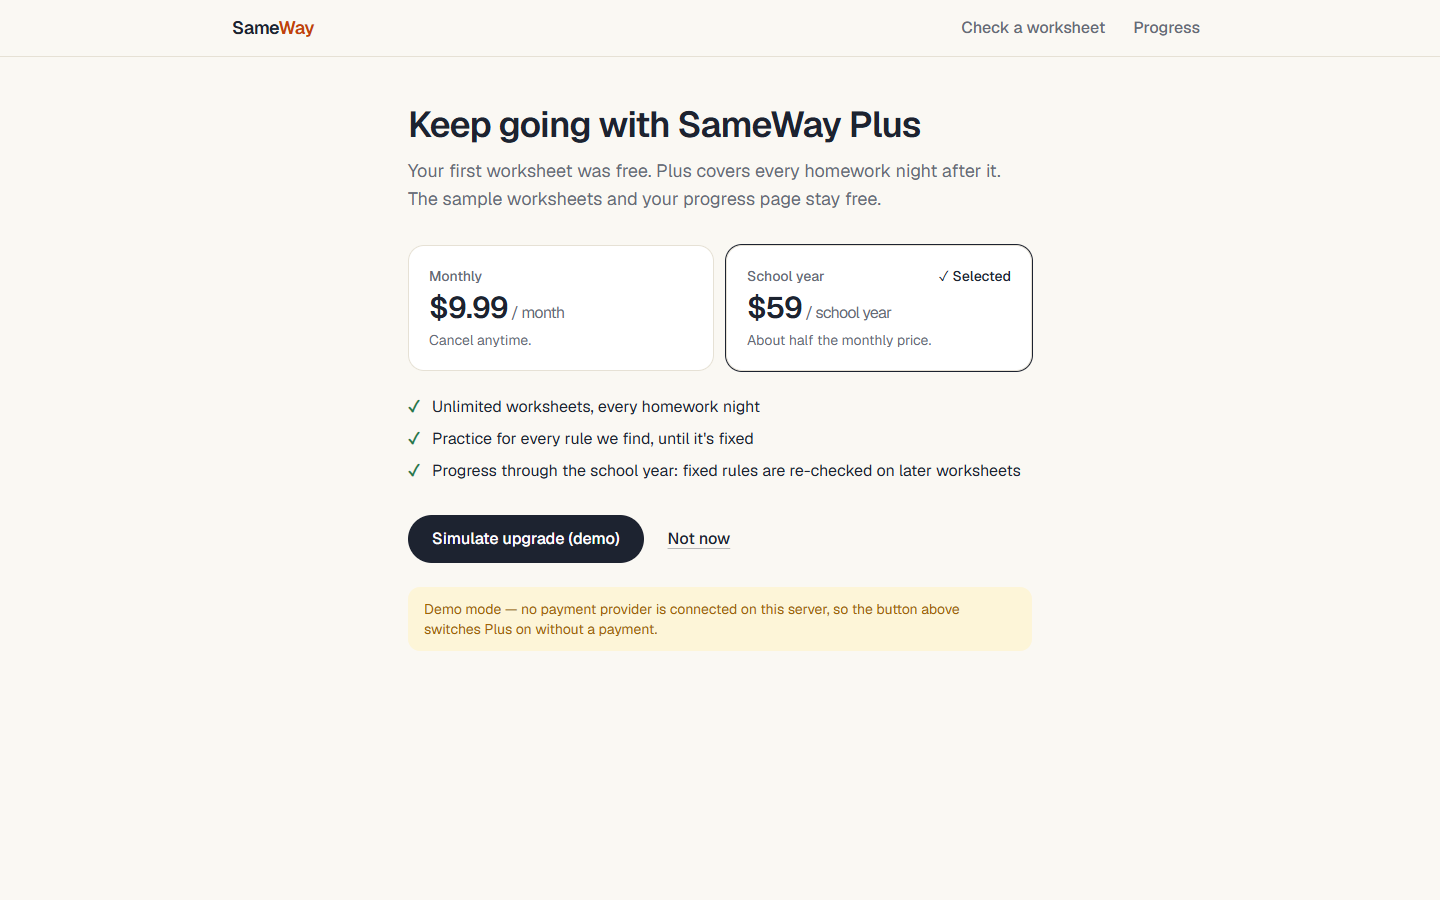 SameWay
Check a worksheet
Progress
Keep going with SameWay Plus
Your first worksheet was free. Plus covers every homework night after it.
The sample worksheets and your progress page stay free.
Monthly
$9.99 / month
Cancel anytime.
School year
✓ Selected
$59 / school year
About half the monthly price.
✓ Unlimited worksheets, every homework night
✓ Practice for every rule we find, until it's fixed
✓ Progress through the school year: fixed rules are re-checked on later worksheets
Simulate upgrade (demo)
Not now
Demo mode — no payment provider is connected on this server, so the button above
switches Plus on without a payment.